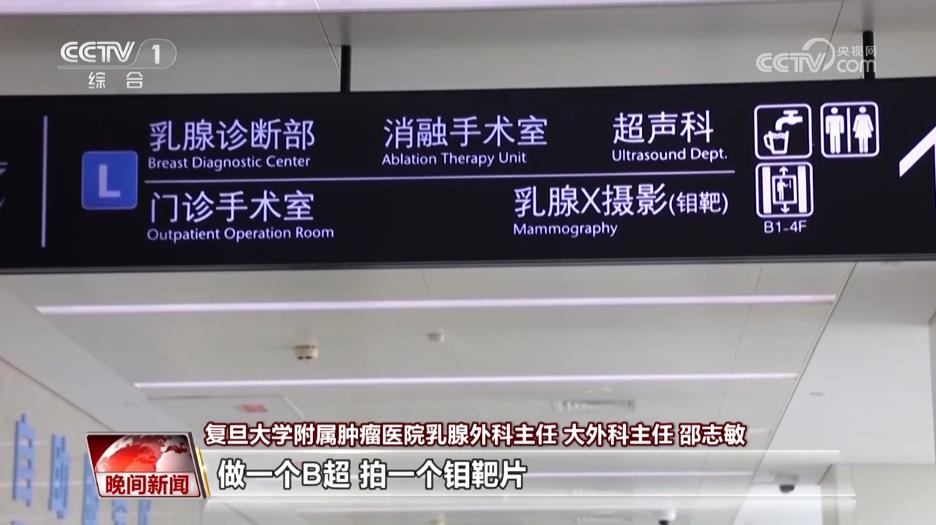 CCTV 1
综合
央视网
CCTV.com
乳腺诊断部 消融手术室 超声科
Breast Diagnostic Center Ablation Therapy Unit Ultrasound Dept.
L
门诊手术室 乳腺X摄影(钼靶)
Outpatient Operation Room Mammography
B1-4F
复旦大学附属肿瘤医院乳腺外科主任 大外科主任 邵志敏
晚间新闻
做一个B超 拍一个钼靶片